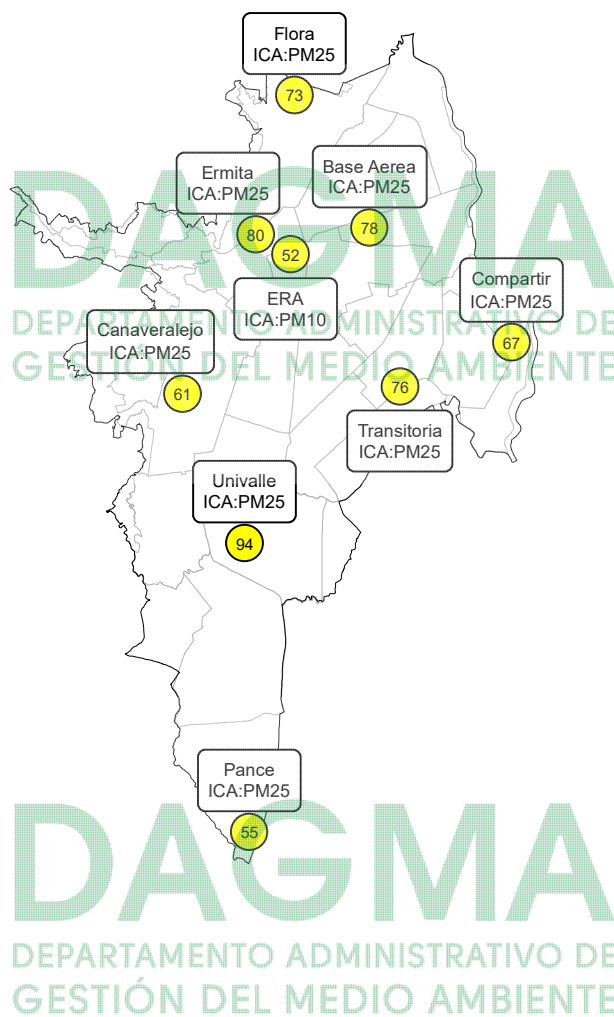 Flora
ICA:PM25
73
Ermita
ICA:PM25
80
Base Aerea
ICA:PM25
78
52
ERA
ICA:PM10
DAGMA
DEPARTAMENTO ADMINISTRATIVO DE
GESTIÓN DEL MEDIO AMBIENTE
Compartir
ICA:PM25
67
Canaveralejo
ICA:PM25
61
76
Transitoria
ICA:PM25
Univalle
ICA:PM25
94
Pance
ICA:PM25
55
DAGMA
DEPARTAMENTO ADMINISTRATIVO DE
GESTIÓN DEL MEDIO AMBIENTE